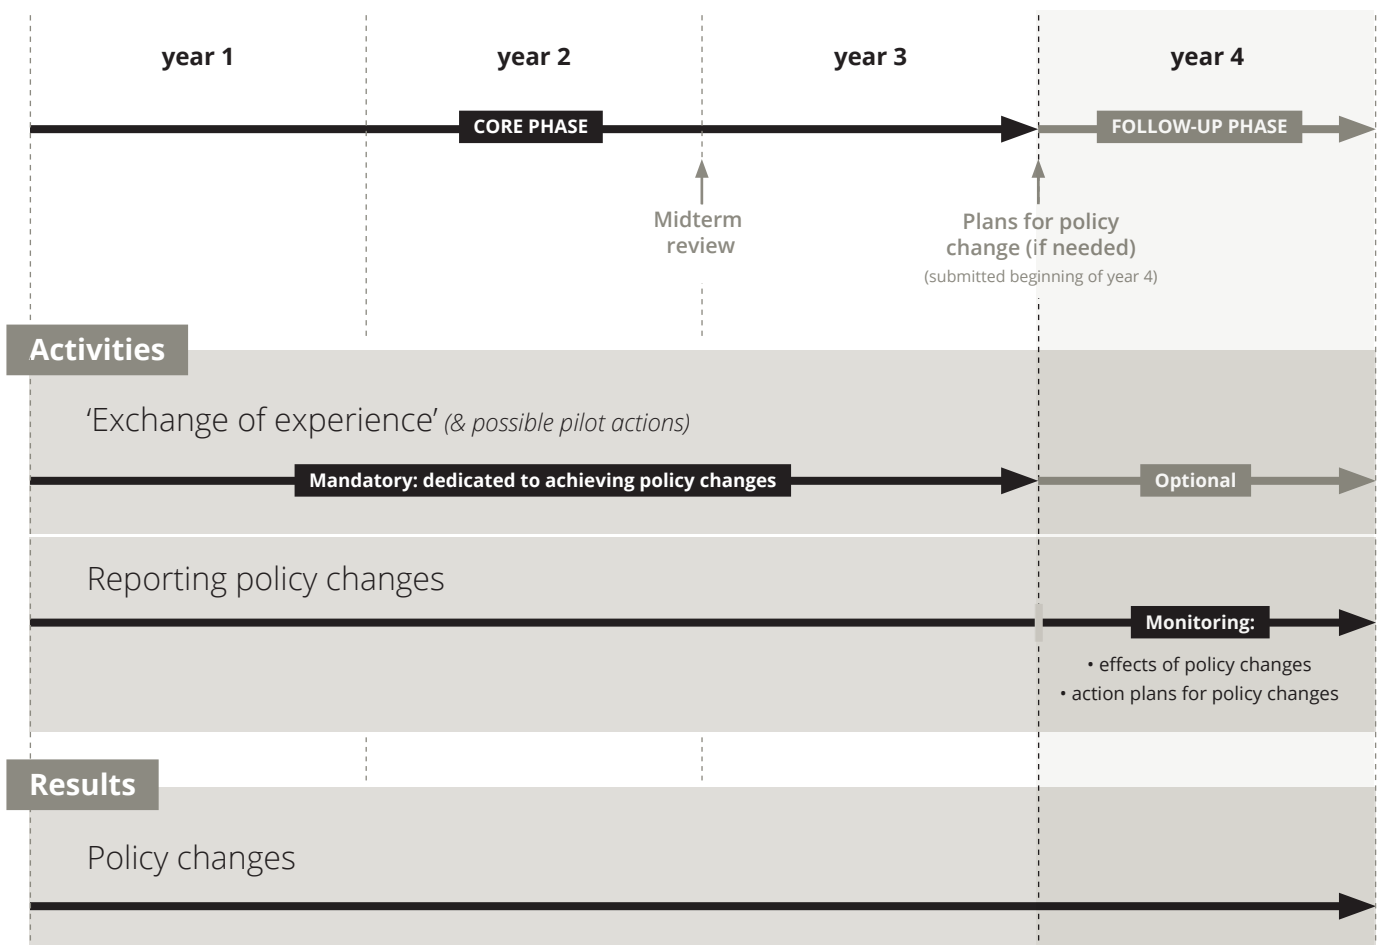 year 1
year 2
year 3
year 4
CORE PHASE
FOLLOW-UP PHASE
Midterm
review
Plans for policy
change (if needed)
(submitted beginning of year 4)
Activities
‘Exchange of experience’ (& possible pilot actions)
Mandatory: dedicated to achieving policy changes
Optional
Reporting policy changes
Monitoring:
• effects of policy changes
• action plans for policy changes
Results
Policy changes